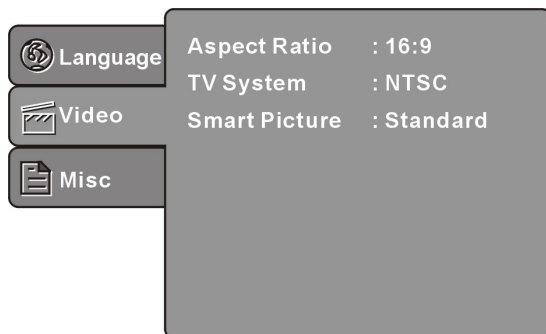 Language
Video
Misc
Aspect Ratio : 16:9
TV System : NTSC
Smart Picture : Standard